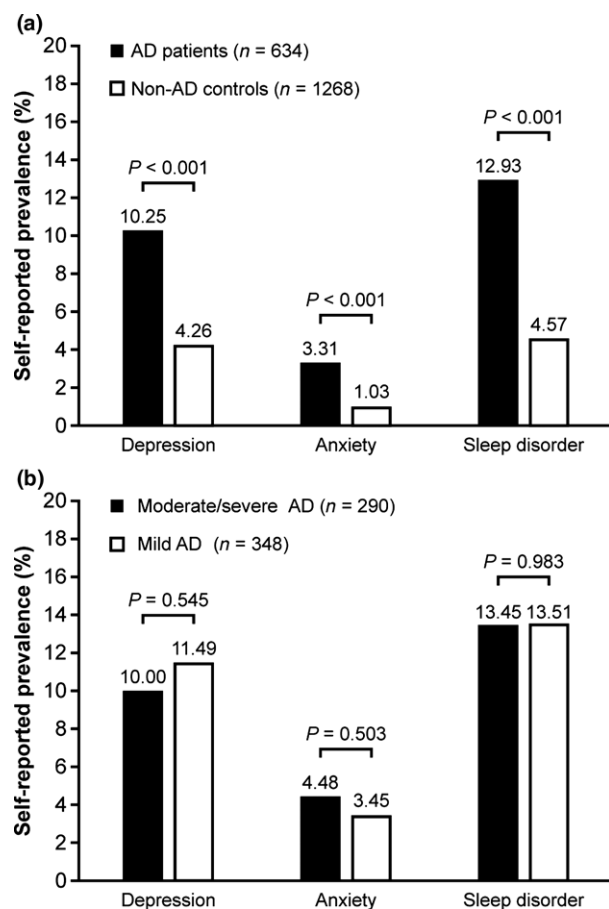 (a)
20
18
16
14
12
10
8
6
4
2
0
Self-reported prevalence (%)
AD patients (n = 634)
Non-AD controls (n = 1268)
P < 0.001
10.25
4.26
P < 0.001
3.31
1.03
P < 0.001
12.93
4.57
Depression Anxiety Sleep disorder
(b)
20
18
16
14
12
10
8
6
4
2
0
Self-reported prevalence (%)
Moderate/severe AD (n = 290)
Mild AD (n = 348)
P = 0.545
10.00
11.49
P = 0.503
4.48
3.45
P = 0.983
13.45 13.51
Depression Anxiety Sleep disorder